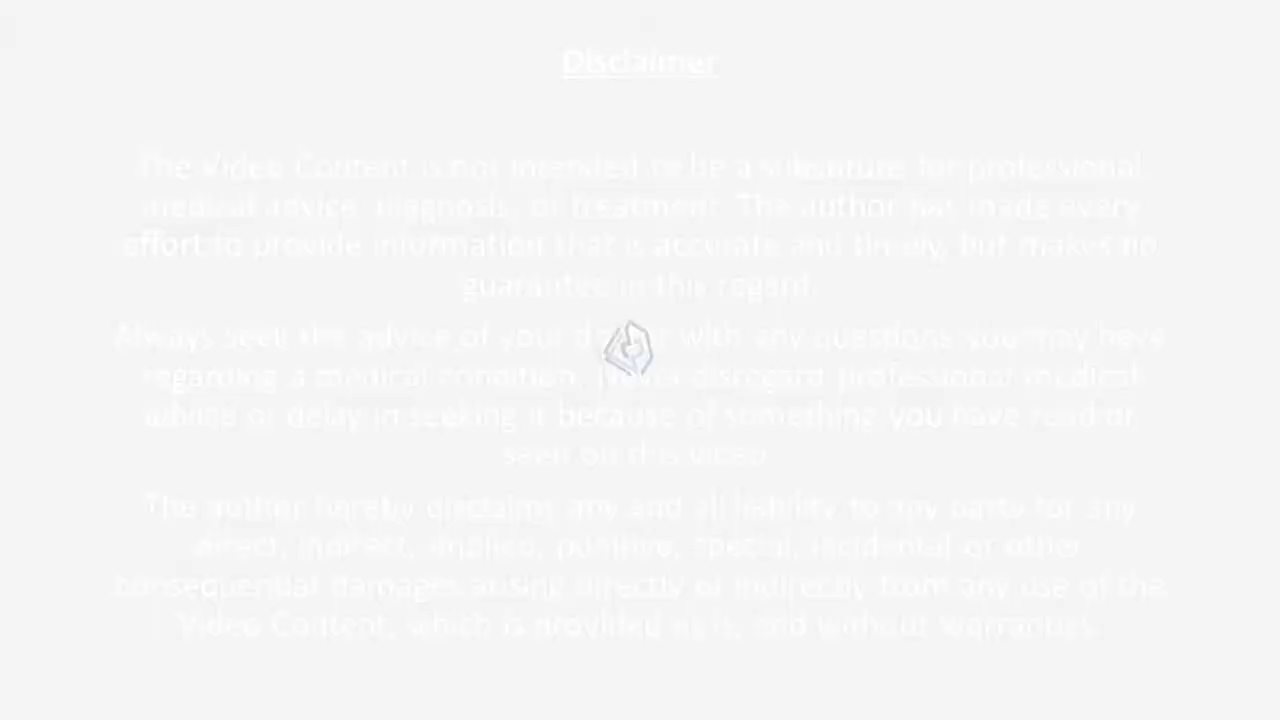 Disclaimer
The Video Content is not intended to be a substitute for professional
medical advice, diagnosis, or treatment. The author has made every
effort to provide information that is accurate and timely, but makes no
guarantee in this regard.
Always seek the advice of your with any questions you may have
regarding a medical condition. Never disregard professional medical
advice or delay in seeking it because of something you have read or
seen on this video.
The author hereby disclaims any and all liability to any party for any
direct, indirect, implied, punitive, special, incidental or other
consequential damages arising directly or indirectly from any use of the
Video Content, which is provided as is, and without warranties.